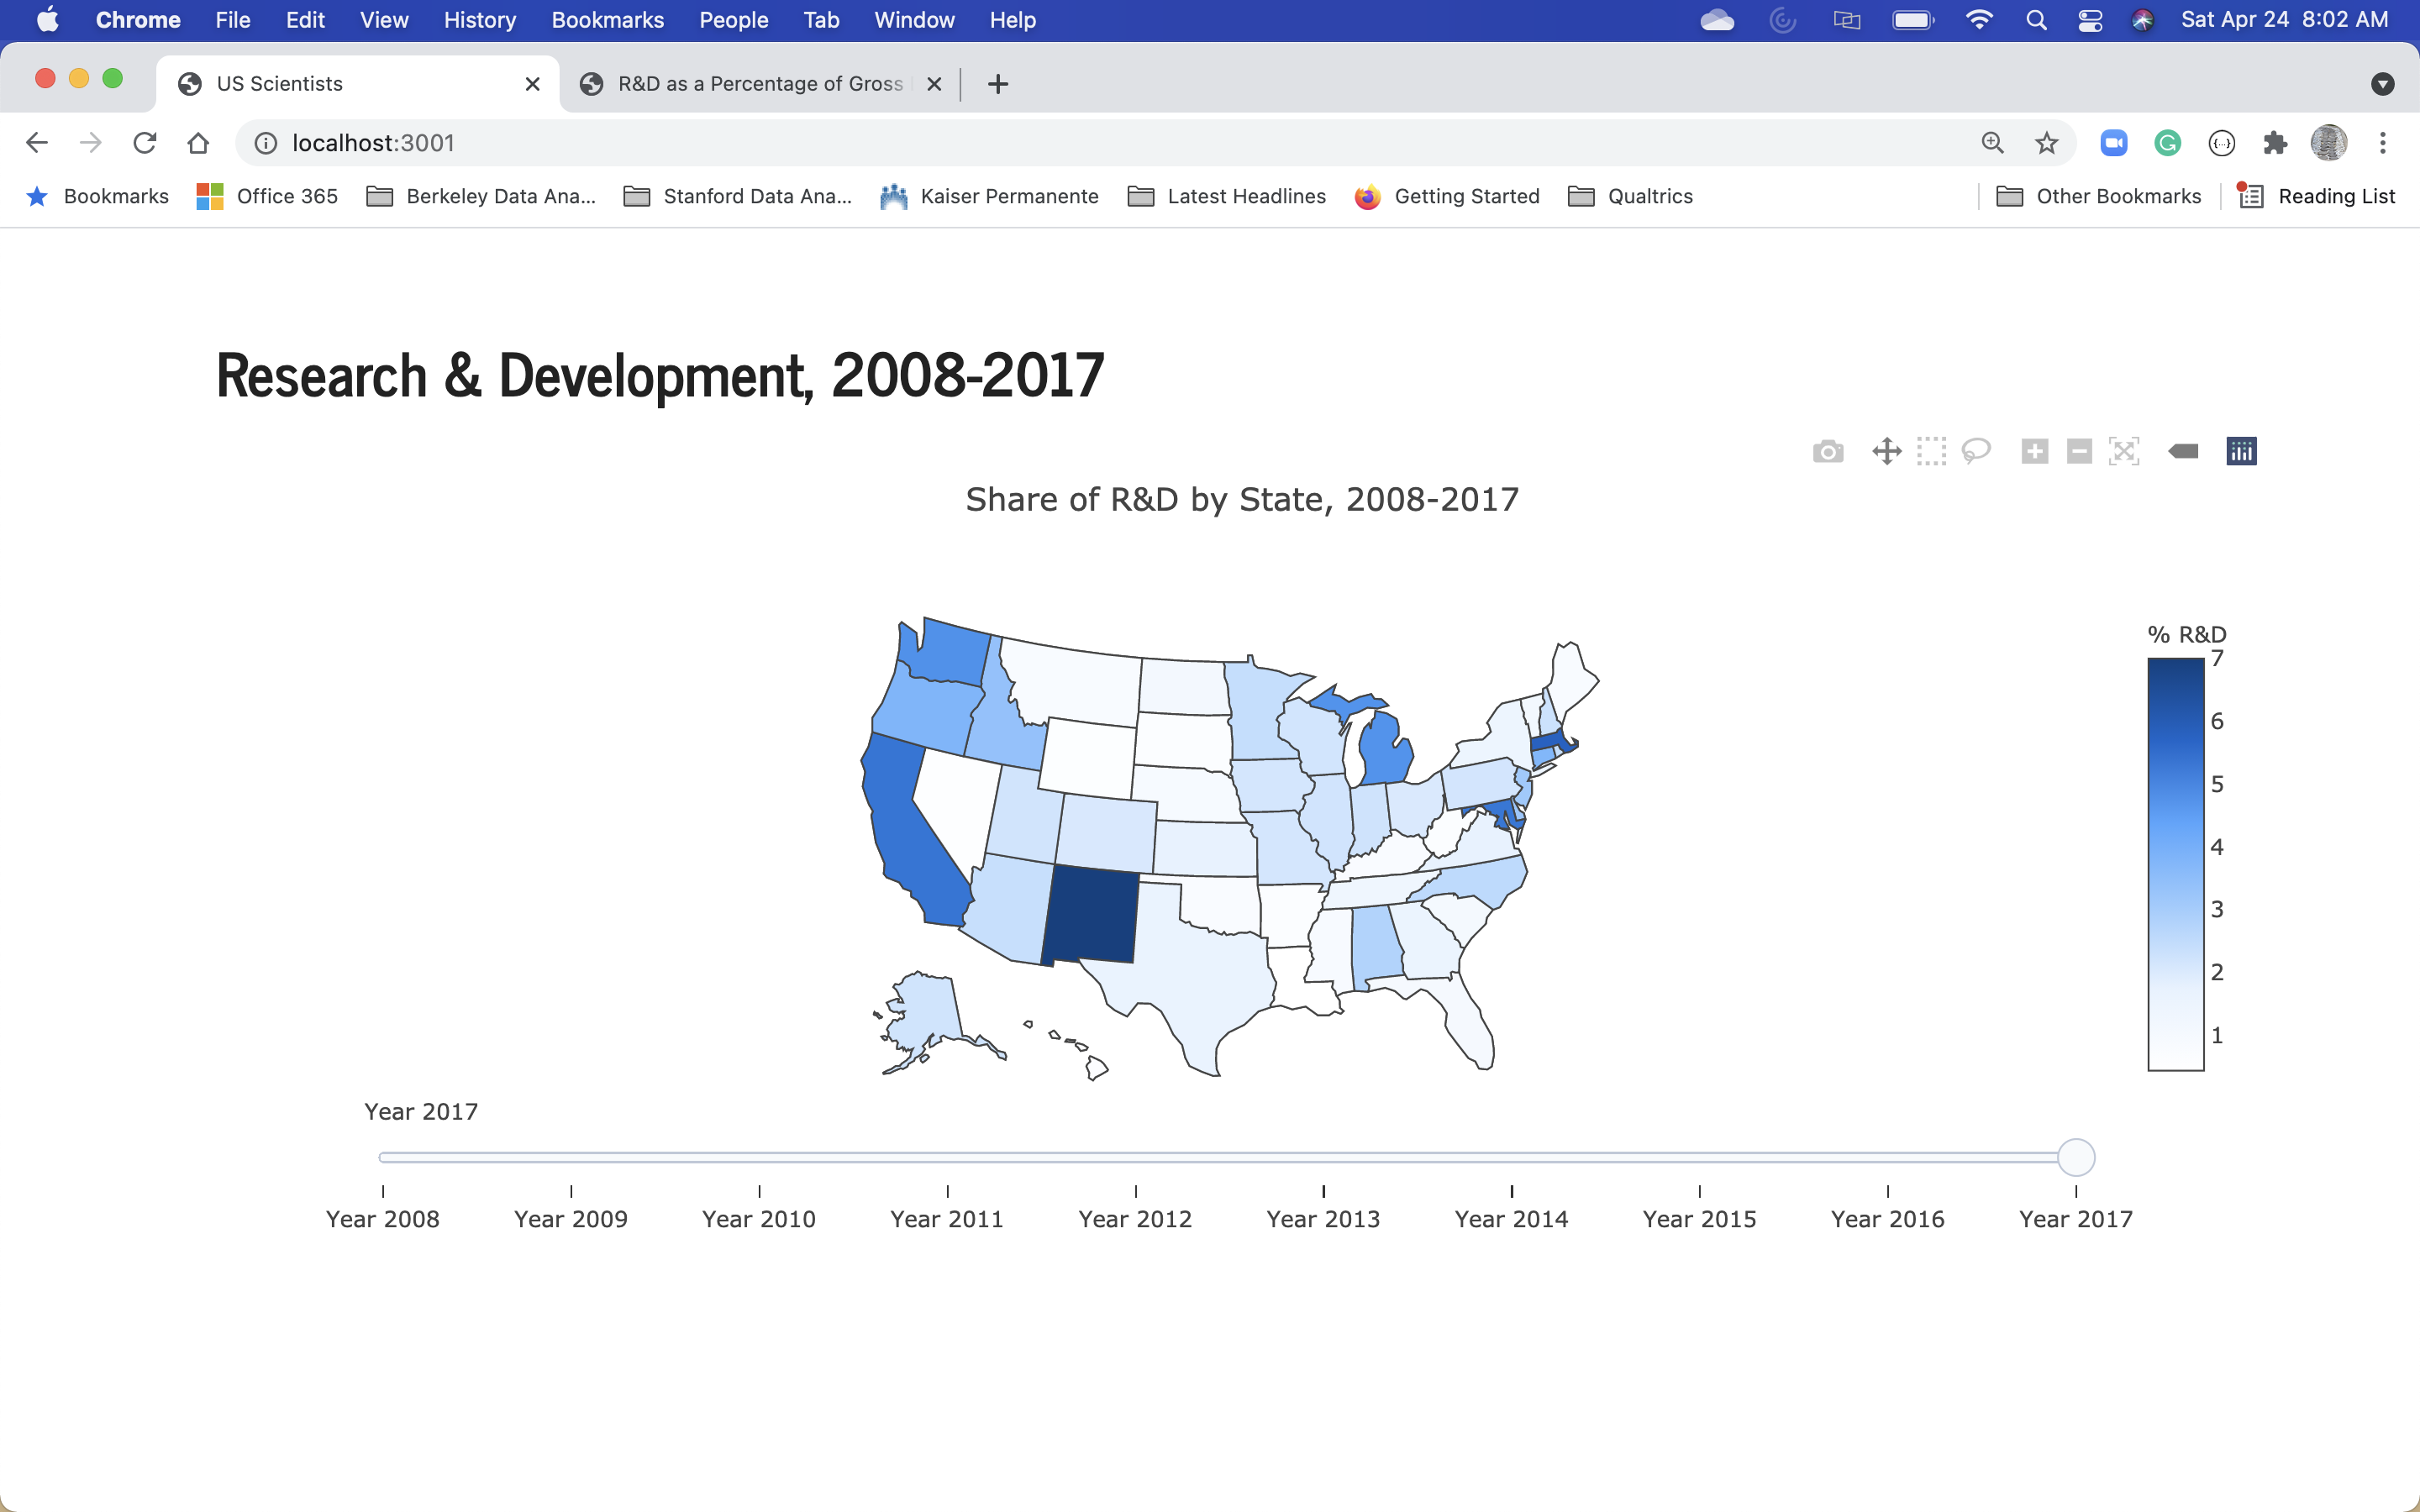 Chrome File Edit View History Bookmarks People Tab Window Help Sat Apr 24 8:02 AM
US Scientists R&D as a Percentage of Gross
localhost:3001
Bookmarks Office 365 Berkeley Data Ana... Stanford Data Ana... Kaiser Permanente Latest Headlines Getting Started Qualtrics Other Bookmarks Reading List
Research & Development, 2008-2017
Share of R&D by State, 2008-2017
% R&D
7
6
5
4
3
2
1
Year 2017
Year 2008 Year 2009 Year 2010 Year 2011 Year 2012 Year 2013 Year 2014 Year 2015 Year 2016 Year 2017